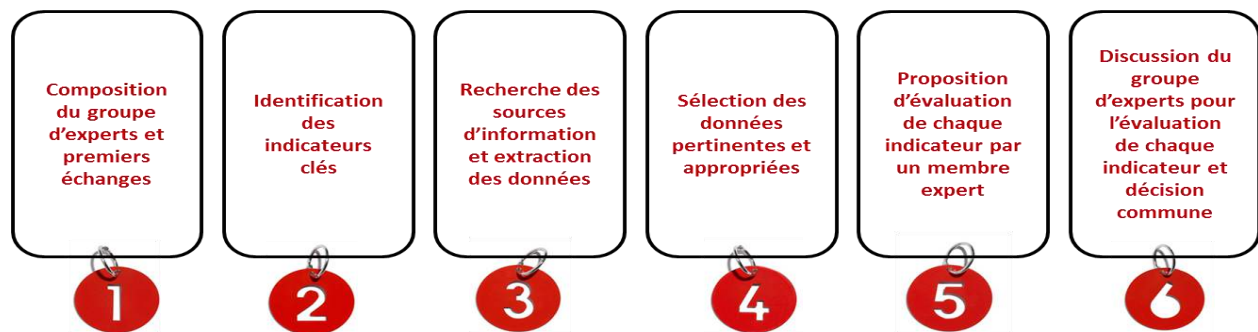 Composition
du groupe
d'experts et
premiers
échanges
Identification
des
indicateurs
clés
Recherche des
sources
d'information
et extraction
des données
Sélection des
données
pertinentes et
appropriées
Proposition
d'évaluation
de chaque
indicateur par
un membre
expert
Discussion du
groupe
d'experts pour
l'évaluation
de chaque
indicateur et
décision
commune
1
2
3
4
5
6